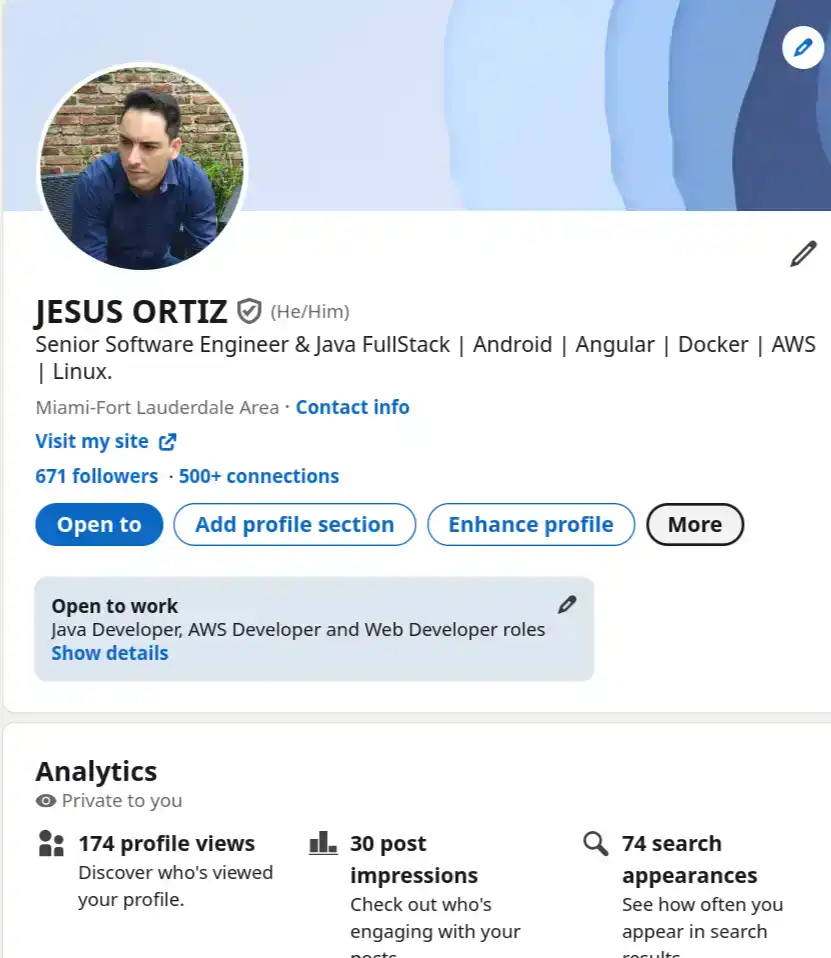 JESUS ORTIZ (He/Him)
Senior Software Engineer & Java FullStack | Android | Angular | Docker | AWS
| Linux.
Miami-Fort Lauderdale Area · Contact info
Visit my site
671 followers · 500+ connections
Open to
Add profile section
Enhance profile
More
Open to work
Java Developer, AWS Developer and Web Developer roles
Show details
Analytics
Private to you
174 profile views
Discover who's viewed
your profile.
30 post
impressions
Check out who's
engaging with your
posts.
74 search
appearances
See how often you
appear in search
results.